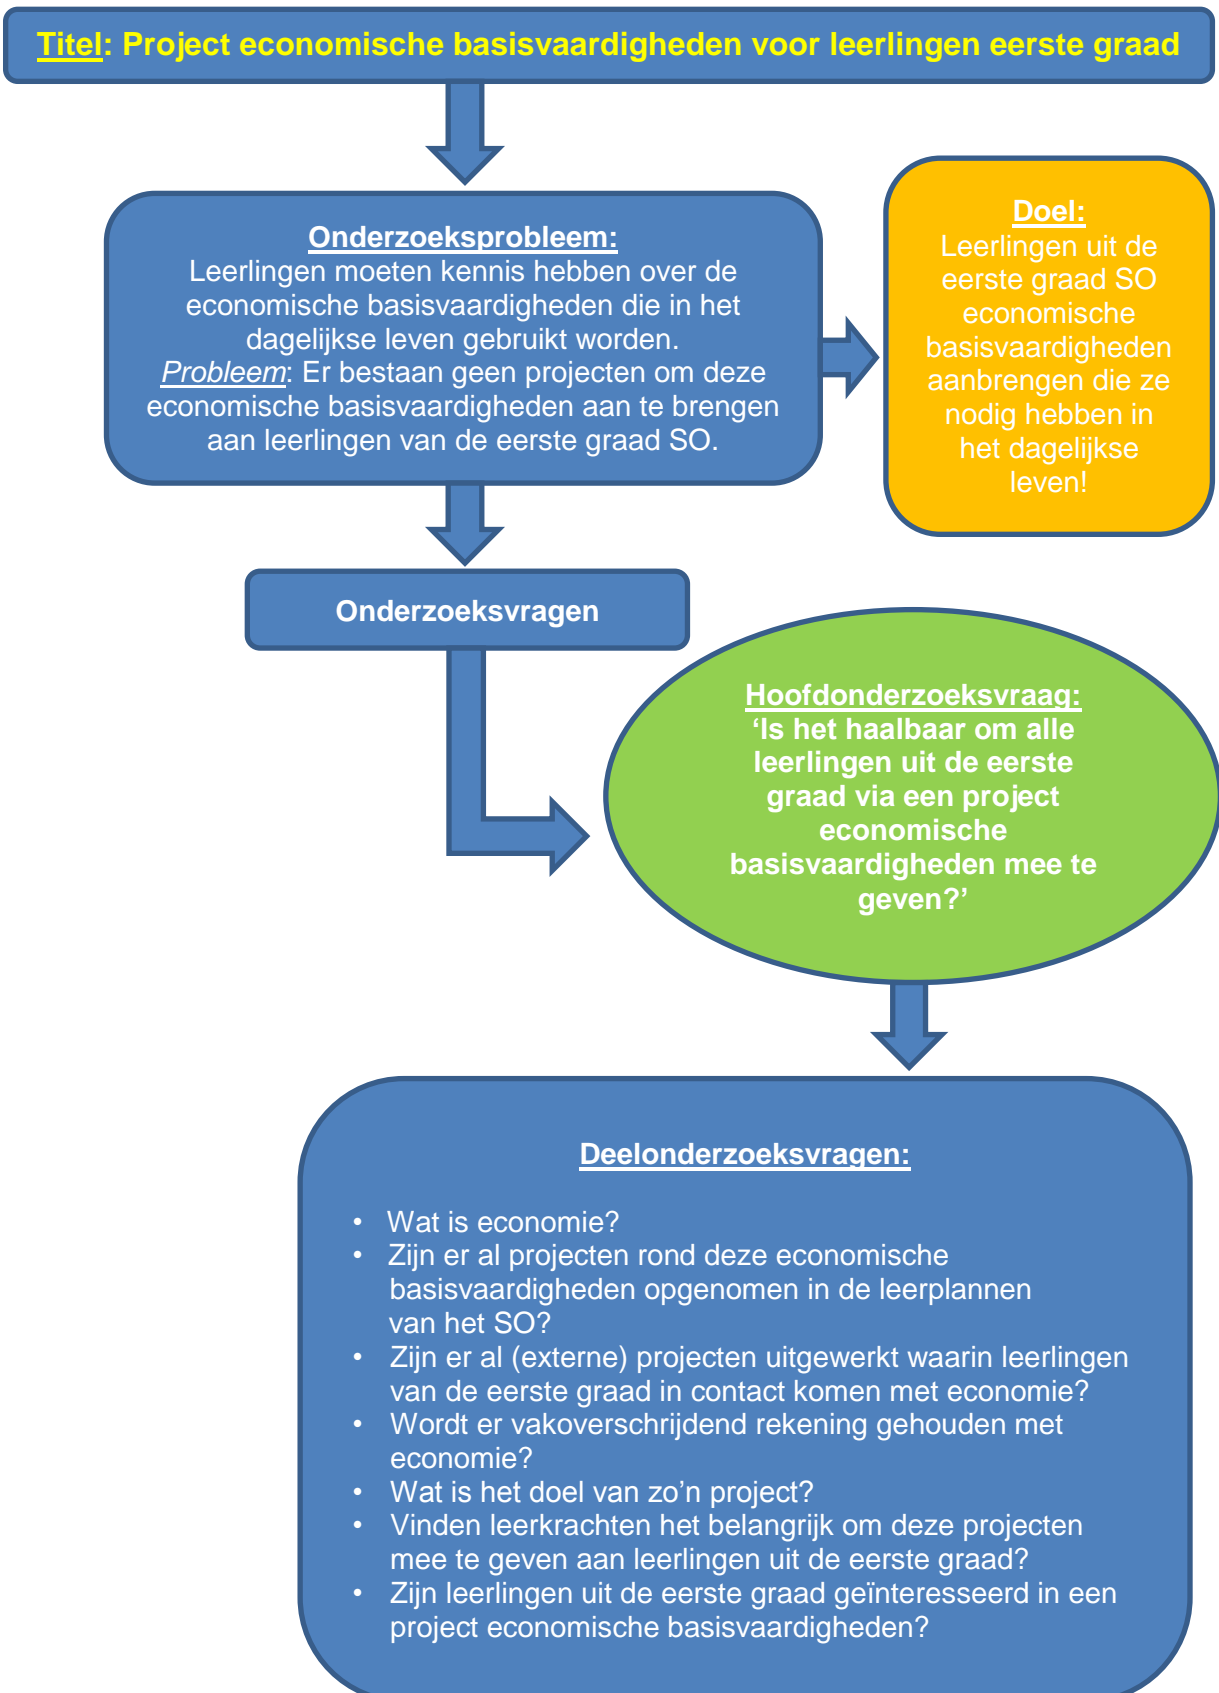 Titel: Project economische basisvaardigheden voor leerlingen eerste graad
Onderzoeksprobleem:
Leerlingen moeten kennis hebben over de
economische basisvaardigheden die in het
dagelijkse leven gebruikt worden.
Probleem: Er bestaan geen projecten om deze
economische basisvaardigheden aan te brengen
aan leerlingen van de eerste graad SO.
Doel:
Leerlingen uit de
eerste graad SO
economische
basisvaardigheden
aanbrengen die ze
nodig hebben in
het dagelijkse
leven!
Onderzoeksvragen
Hoofdonderzoeksvraag:
‘Is het haalbaar om alle
leerlingen uit de eerste
graad via een project
economische
basisvaardigheden mee te
geven?’
Deelonderzoeksvragen:
• Wat is economie?
• Zijn er al projecten rond deze economische
basisvaardigheden opgenomen in de leerplannen
van het SO?
• Zijn er al (externe) projecten uitgewerkt waarin leerlingen
van de eerste graad in contact komen met economie?
• Wordt er vakoverschrijdend rekening gehouden met
economie?
• Wat is het doel van zo’n project?
• Vinden leerkrachten het belangrijk om deze projecten
mee te geven aan leerlingen uit de eerste graad?
• Zijn leerlingen uit de eerste graad geïnteresseerd in een
project economische basisvaardigheden?